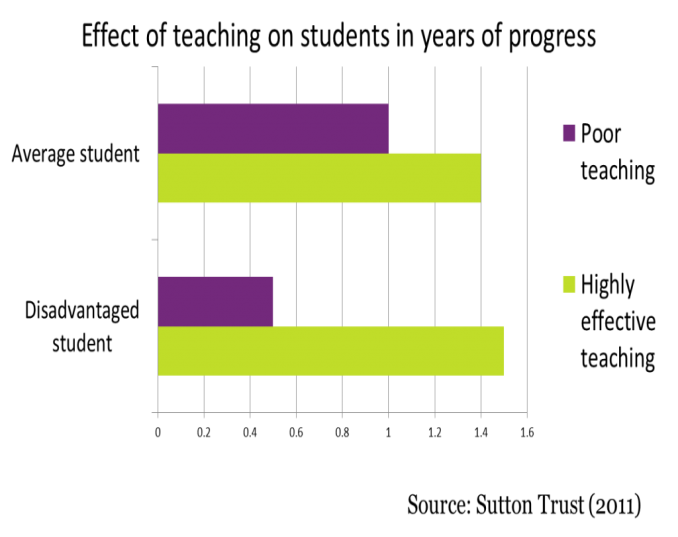 Effect of teaching on students in years of progress
Average student
Disadvantaged
student
Poor
teaching
Highly
effective
teaching
0 0.2 0.4 0.6 0.8 1 1.2 1.4 1.6
Source: Sutton Trust (2011)